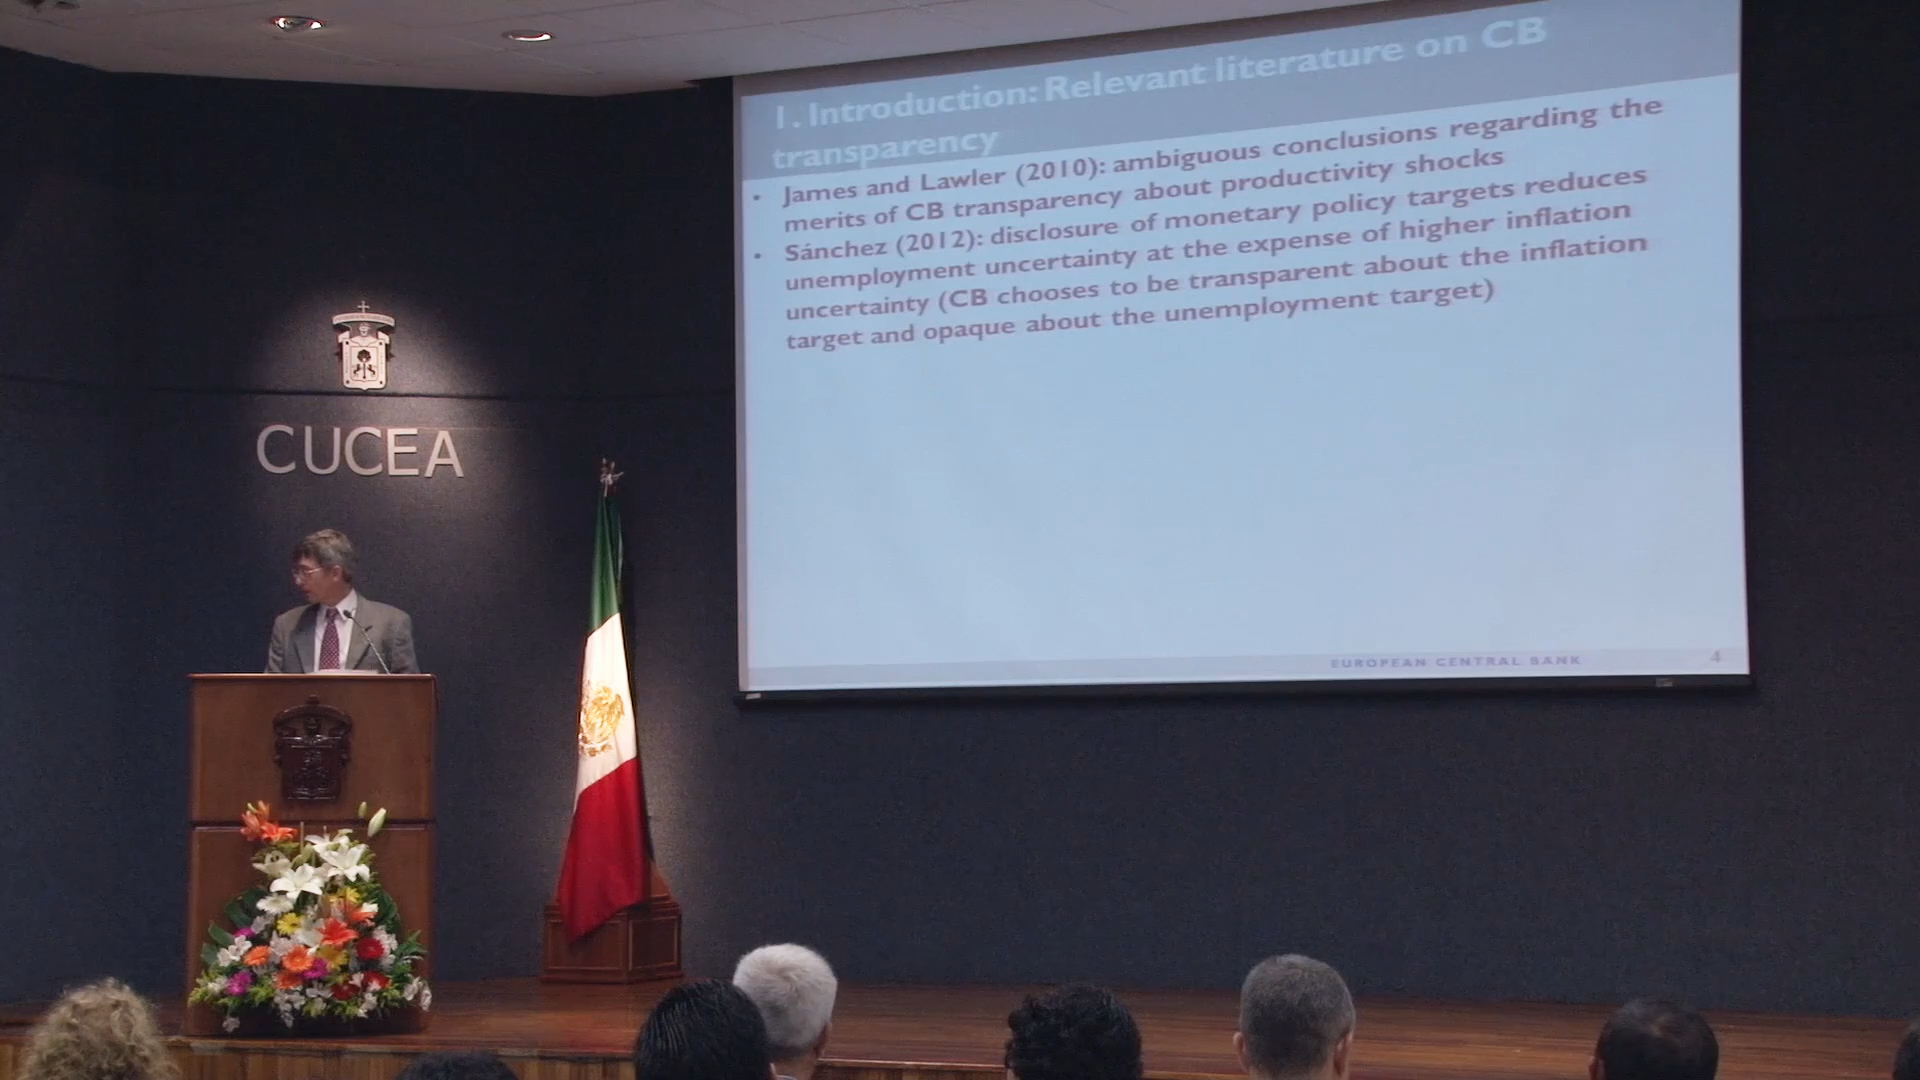 CUCEA
1. Introduction: Relevant literature on CB
transparency
• James and Lawler (2010): ambiguous conclusions regarding the
merits of CB transparency about productivity shocks
• Sánchez (2012): disclosure of monetary policy targets reduces
unemployment uncertainty at the expense of higher inflation
uncertainty (CB chooses to be transparent about the inflation
target and opaque about the unemployment target)
EUROPEAN CENTRAL BANK
4